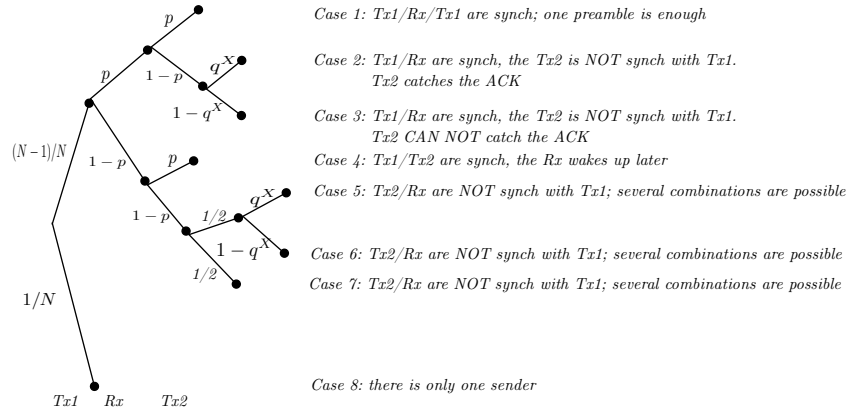 p
Case 1: Tx1/Rx/Tx1 are synch; one preamble is enough
p
1 − p
q^X
Case 2: Tx1/Rx are synch, the Tx2 is NOT synch with Tx1.
Tx2 catches the ACK
1 − q^X
Case 3: Tx1/Rx are synch, the Tx2 is NOT synch with Tx1.
Tx2 CAN NOT catch the ACK
(N − 1)/N
1 − p
p
Case 4: Tx1/Tx2 are synch, the Rx wakes up later
q^X
Case 5: Tx2/Rx are NOT synch with Tx1; several combinations are possible
1 − p
1/2
1 − q^X
Case 6: Tx2/Rx are NOT synch with Tx1; several combinations are possible
1/2
Case 7: Tx2/Rx are NOT synch with Tx1; several combinations are possible
1/N
Case 8: there is only one sender
Tx1 Rx Tx2